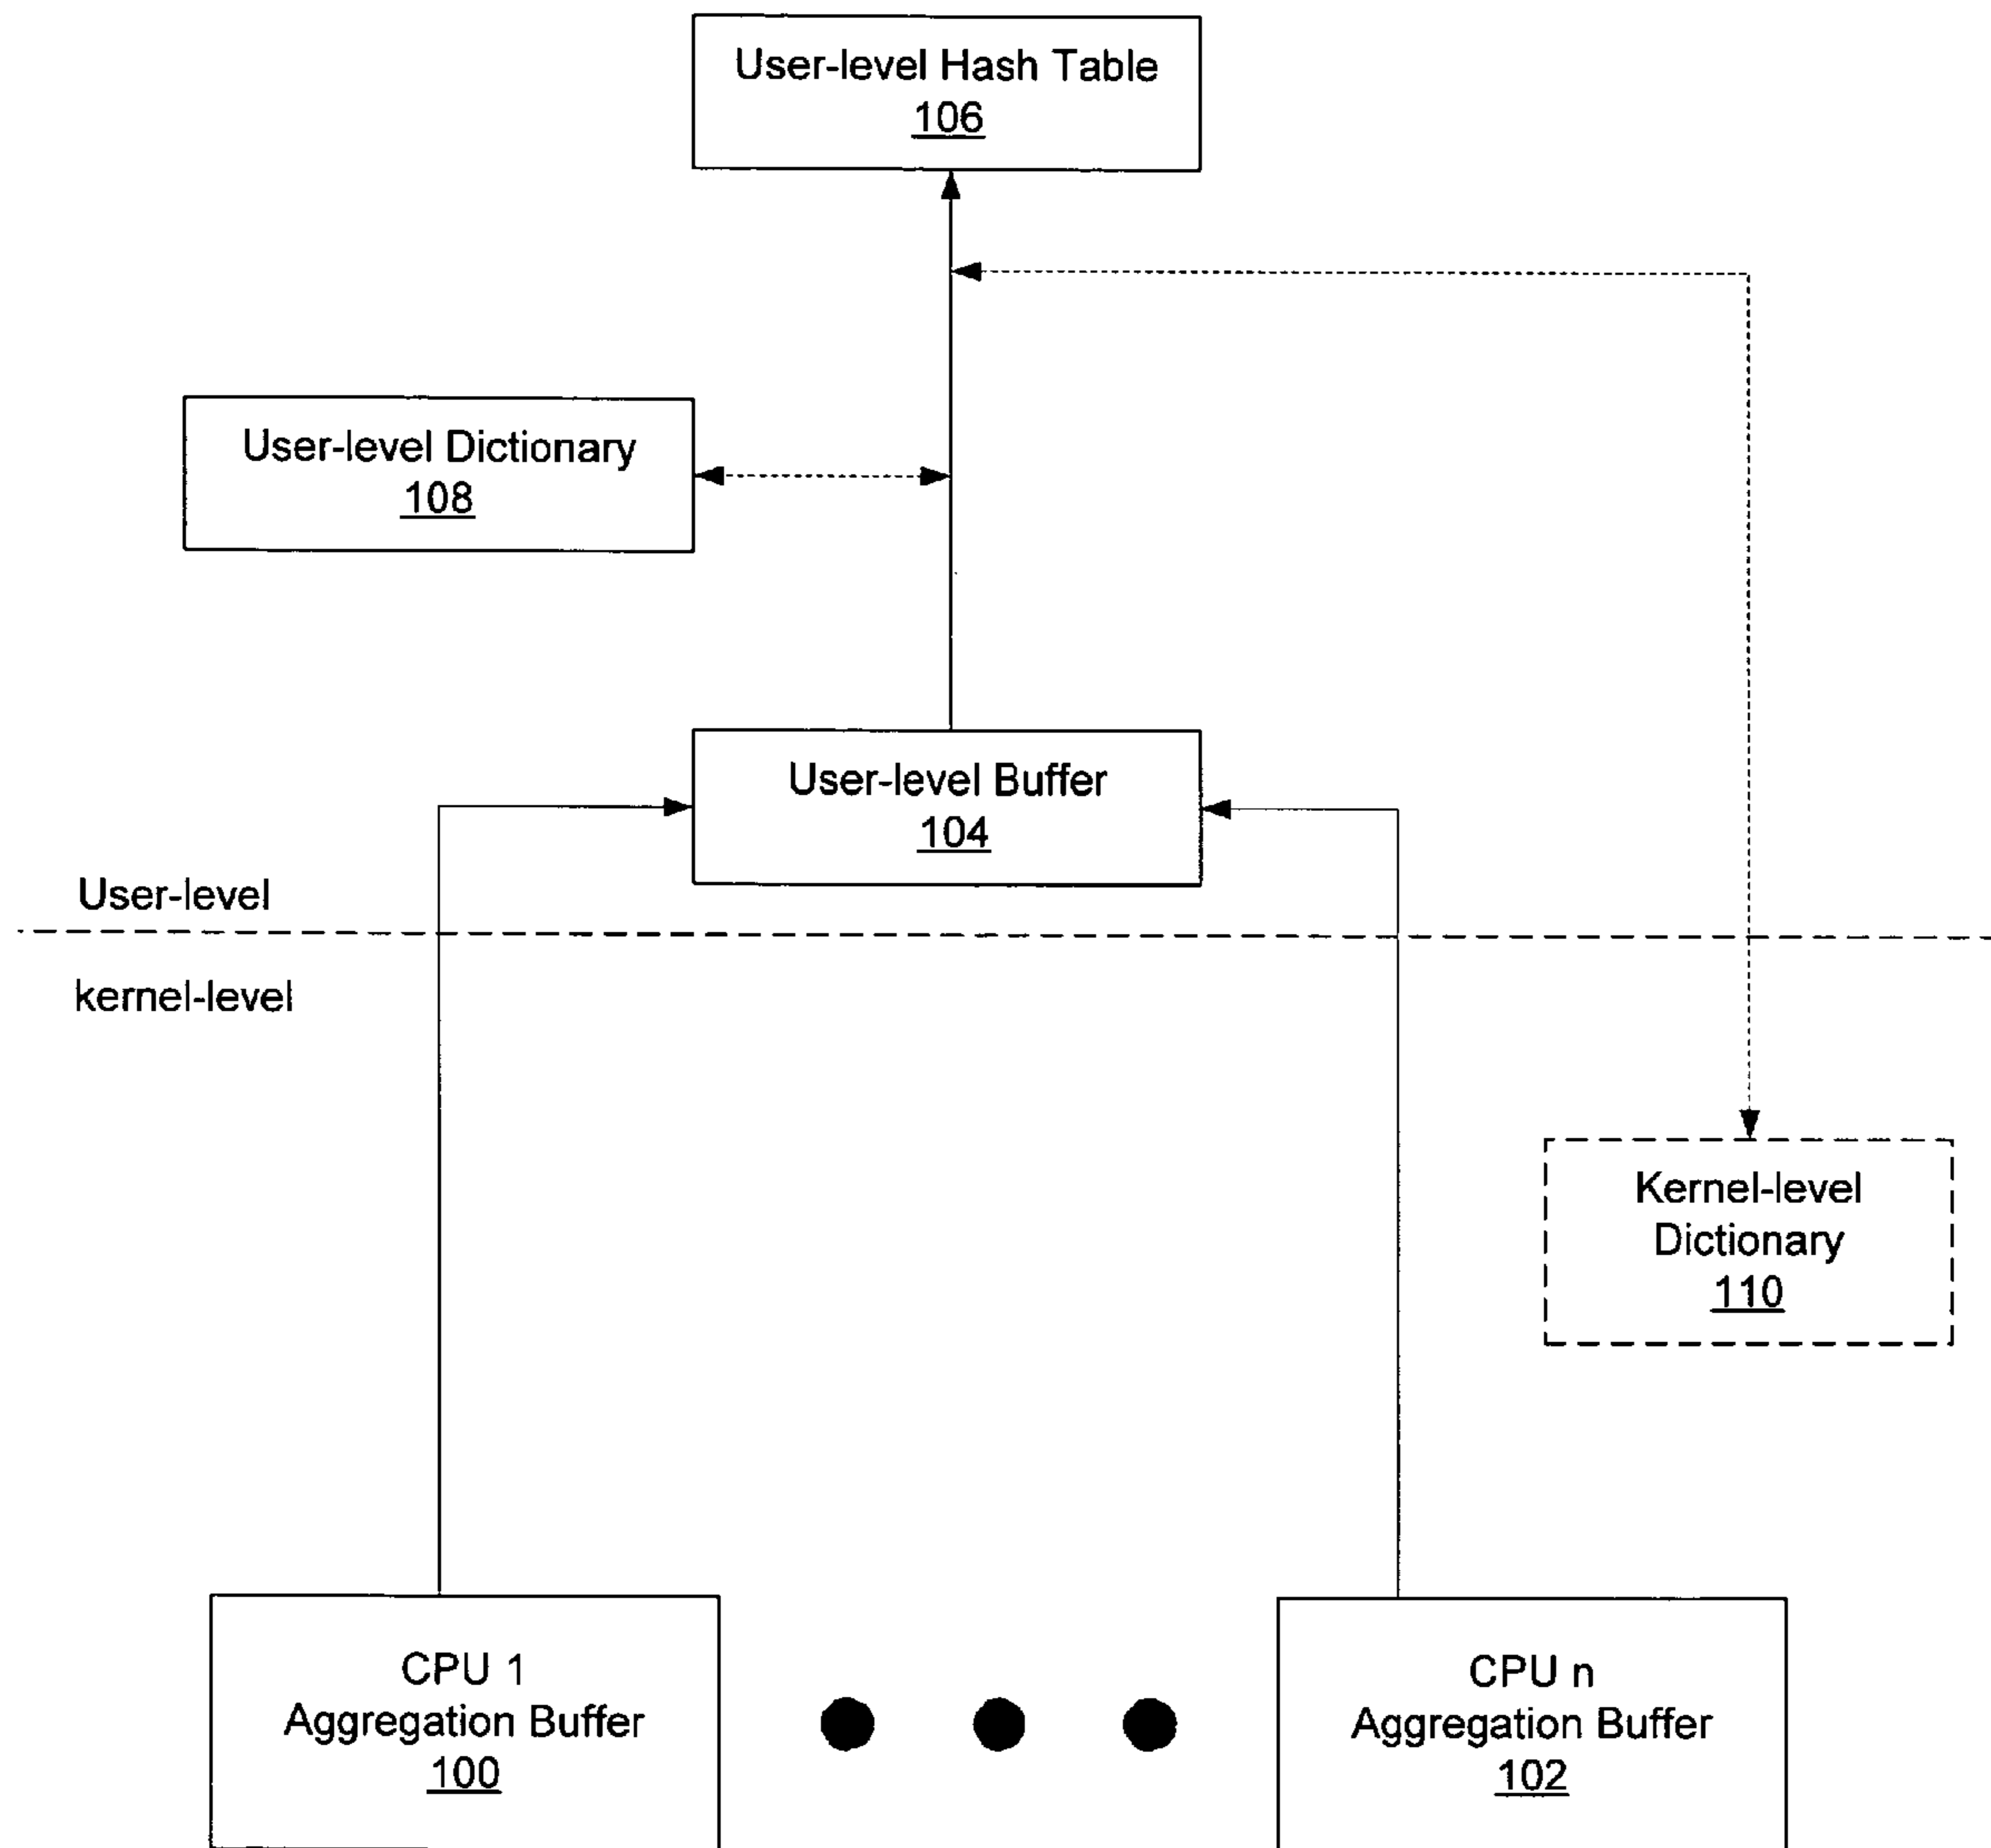 User-level Hash Table
106
User-level Dictionary
108
User-level Buffer
104
User-level
kernel-level
Kernel-level
Dictionary
110
CPU 1
Aggregation Buffer
100
CPU n
Aggregation Buffer
102